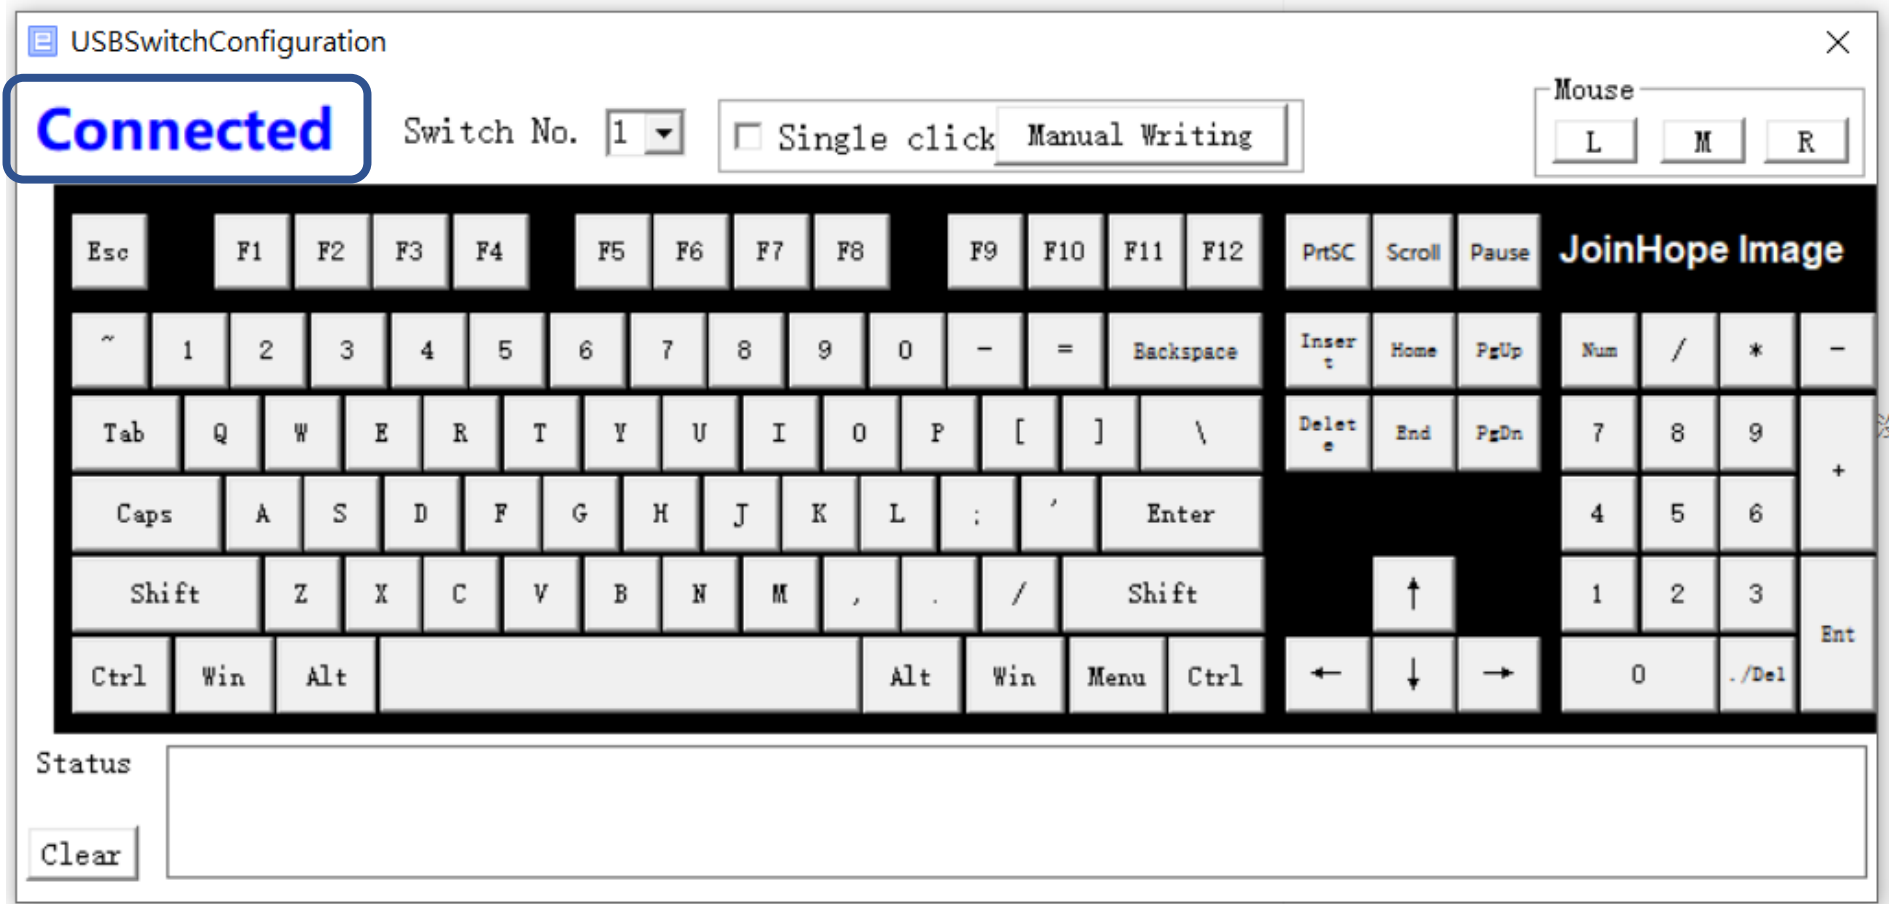 USBSwitchConfiguration
Connected Switch No. 1 Single click Manual Writing Mouse
L M R
Esc F1 F2 F3 F4 F5 F6 F7 F8 F9 F10 F11 F12 PrtSC Scroll Pause JoinHope Image
~ 1 2 3 4 5 6 7 8 9 0 - = Backspace Insert Home PgUp Num / * -
Tab Q W E R T Y U I O P [ ] \ Delete End PgDn 7 8 9 +
Caps A S D F G H J K L ; ' Enter 4 5 6
Shift Z X C V B N M , . / Shift ↑ 1 2 3 Ent
Ctrl Win Alt Alt Win Menu Ctrl ← ↓ → 0 ./Del
Status
Clear